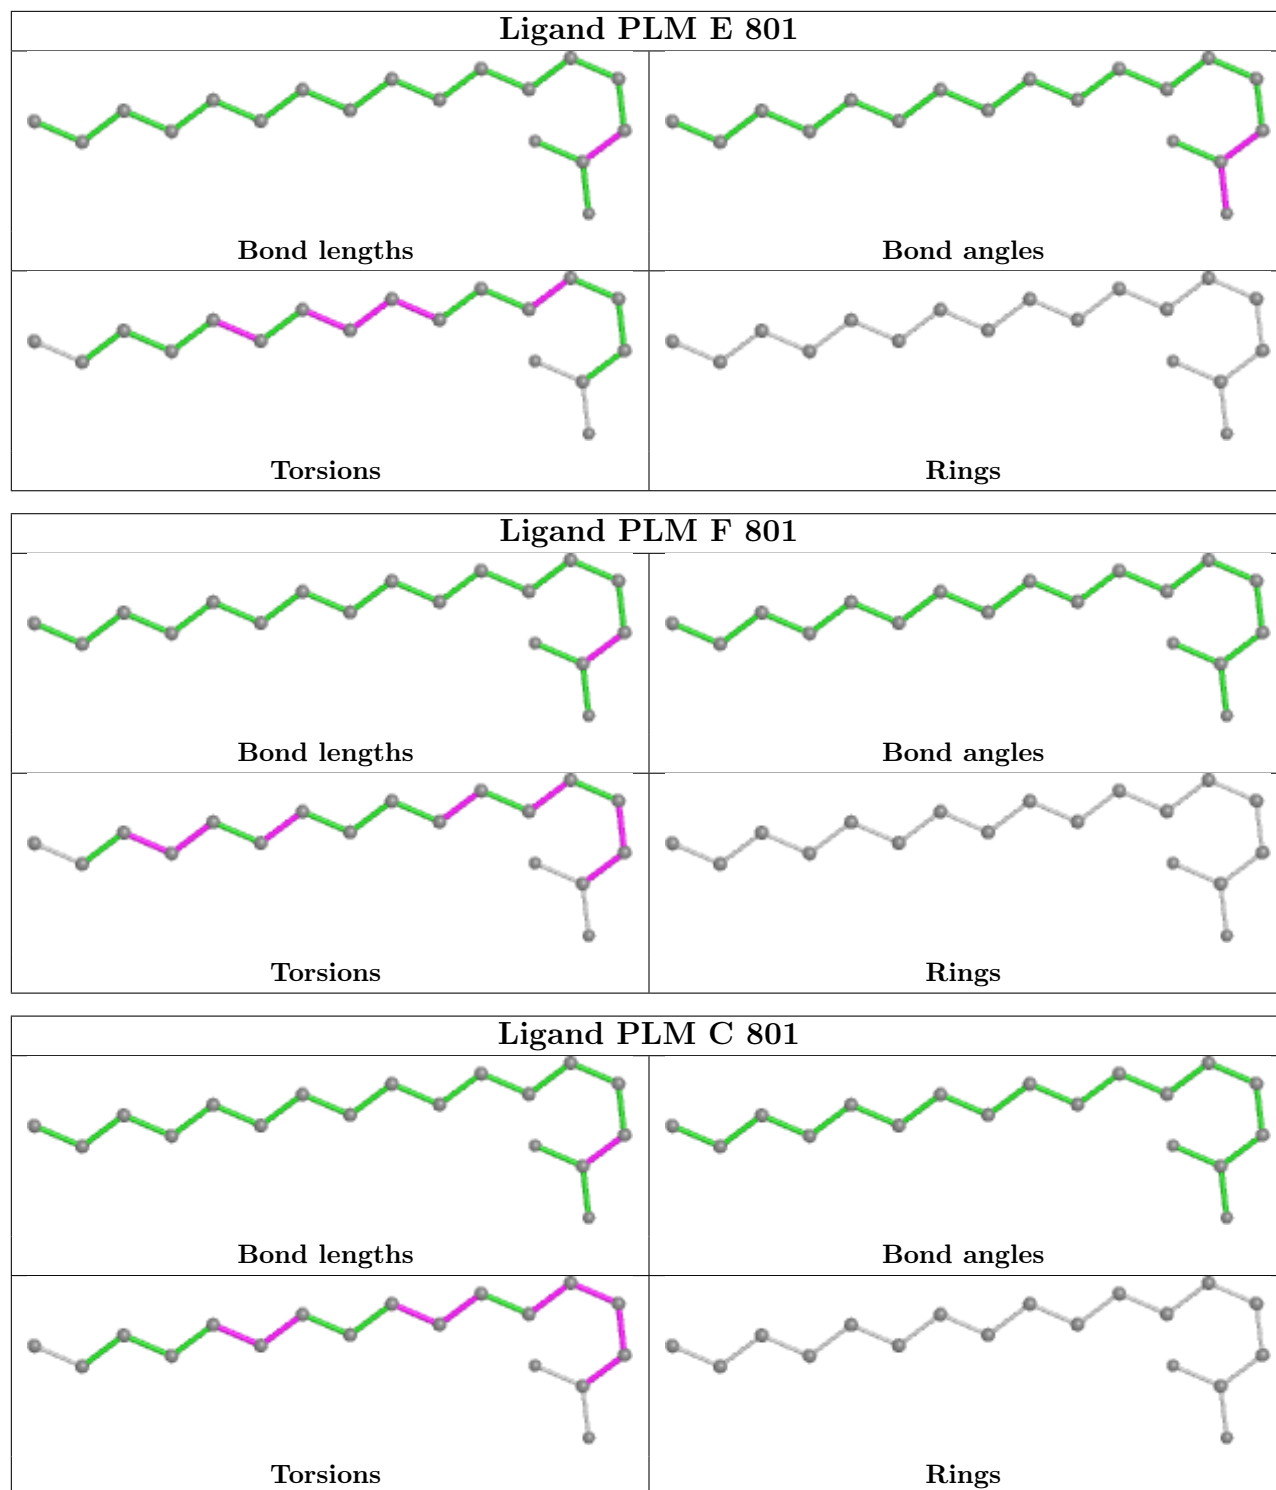 Ligand PLM E 801
Bond lengths
Bond angles
Torsions
Rings
Ligand PLM F 801
Bond lengths
Bond angles
Torsions
Rings
Ligand PLM C 801
Bond lengths
Bond angles
Torsions
Rings